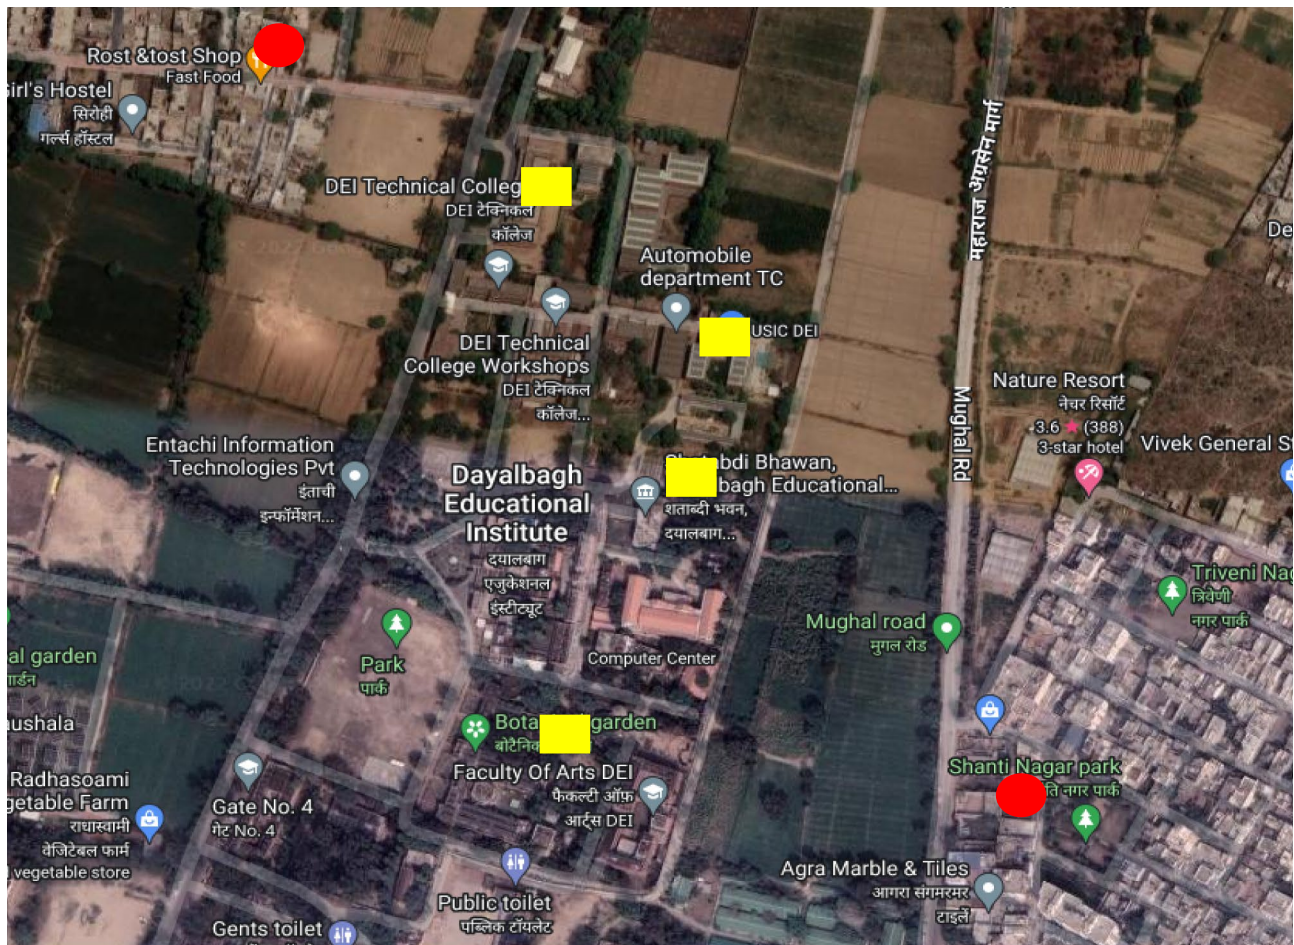 Rost &tost Shop
Fast Food
Girl's Hostel
सिरोही
गर्ल्स हॉस्टल
महाराज अग्रसेन मार्ग
DEI Technical Colleg
DEI टेक्निकल
कॉलेज
De
Automobile
department TC
USIC DEI
DEI Technical
College Workshops
DEI टेक्निकल
कॉलेज...
Nature Resort
नेचर रिसॉर्ट
3.6 ★ (388)
3-star hotel
Mughal Rd
Vivek General St
Entachi Information
Technologies Pvt
इंताची
इन्फॉर्मेशन...
Dayalbagh
Educational
Institute
दयालबाग
एजुकेशनल
इंस्टीट्यूट
bdi Bhawan,
bagh Educational...
शताब्दी भवन,
दयालबाग...
Triveni Nag
त्रिवेणी
नगर पार्क
Mughal road
मुगल रोड
al garden
गार्डन
Park
पार्क
Computer Center
aushala
Bota garden
बोटैनिक
Faculty Of Arts DEI
फैकल्टी ऑफ़
आर्ट्स DEI
Shanti Nagar park
ति नगर पार्क
Radhasoami
getable Farm
राधास्वामी
वेजिटेबल फार्म
vegetable store
Gate No. 4
गेट No. 4
Agra Marble & Tiles
आगरा संगमरमर
टाइलें
Public toilet
पब्लिक टॉयलेट
Gents toilet